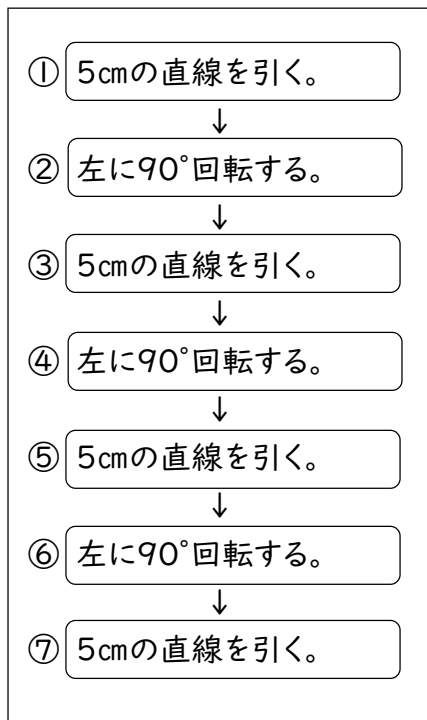 ① 5cmの直線を引く。
↓
② 左に90°回転する。
↓
③ 5cmの直線を引く。
↓
④ 左に90°回転する。
↓
⑤ 5cmの直線を引く。
↓
⑥ 左に90°回転する。
↓
⑦ 5cmの直線を引く。